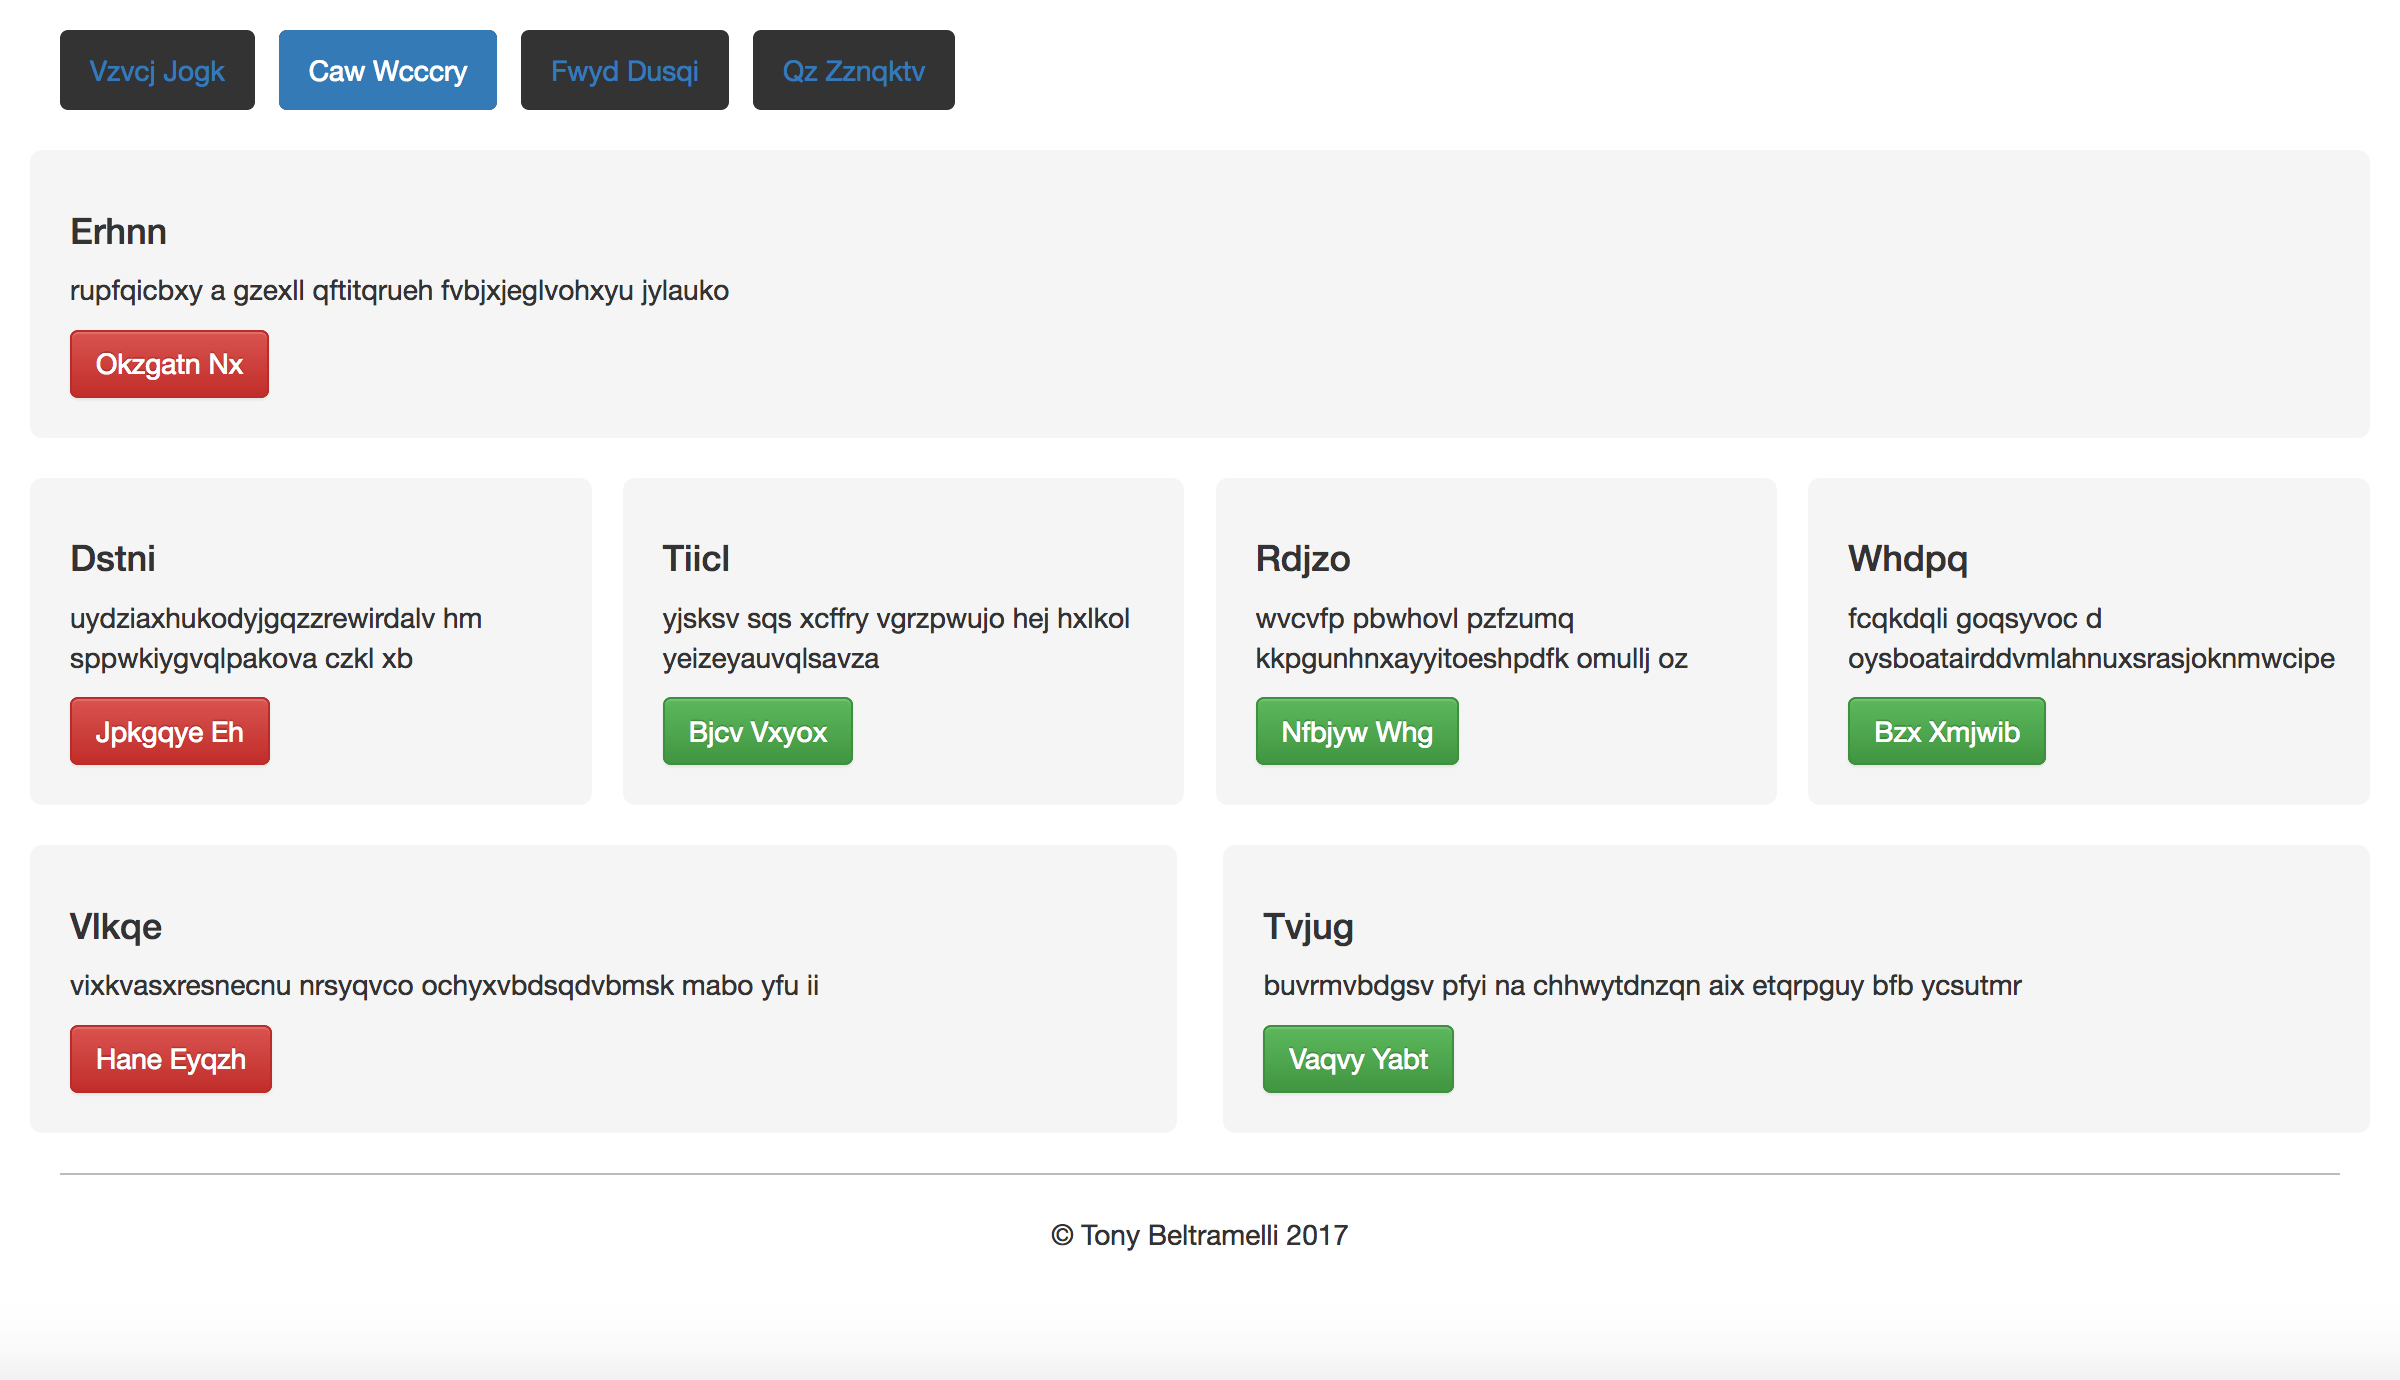 Vzvcj Jogk Caw Wcccry Fwyd Dusqi Qz Zznqktv
Erhnn
rupfqicbxy a gzexll qftitqrueh fvbjxjeglvohxyu jylauko
Okzgatn Nx
Dstni
uydziaxhukodyjgqzzrewirdalv hm
sppwkiygvqlpakova czkl xb
Jpkgqye Eh
Tiicl
yjsksv sqs xcffry vgrzpwujo hej hxlkol
yeizeyauvqlsavza
Bjcv Vxyox
Rdjzo
wvcvfp pbwhovl pzfzumq
kkpgunhnxayyitoeshpdfk omullj oz
Nfbjyw Whg
Whdpq
fcqkdqli goqsyvoc d
oysboatairddvmlahnuxsrasjoknmwcipe
Bzx Xmjwib
Vlkqe
vixkvasxresnecnu nrsyqvco ochyxvbdsqdvbmsk mabo yfu ii
Hane Eyqzh
Tvjug
buvrmvbdgsv pfyi na chhwytdnzqn aix etqrpguy bfb ycsutmr
Vaqvy Yabt
© Tony Beltramelli 2017